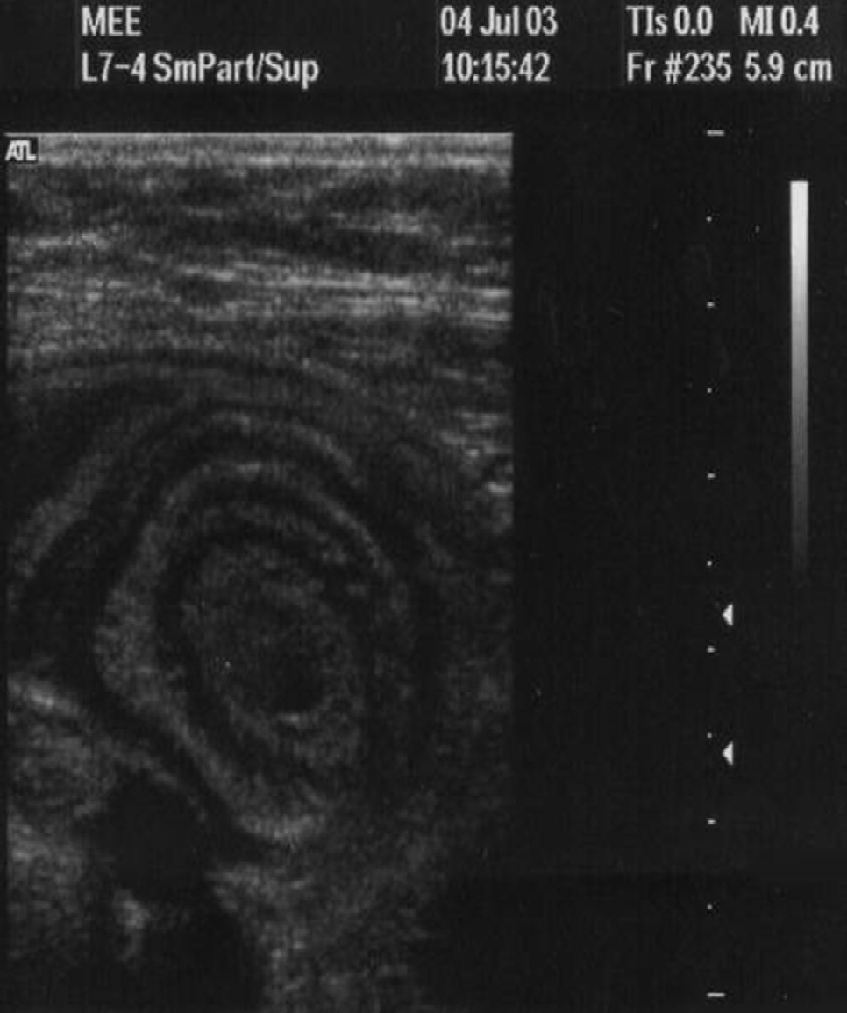 MEE 04 Jul 03 TIs 0.0 MI 0.4
L7-4 SmPart/Sup 10:15:42 Fr #235 5.9 cm
ATL